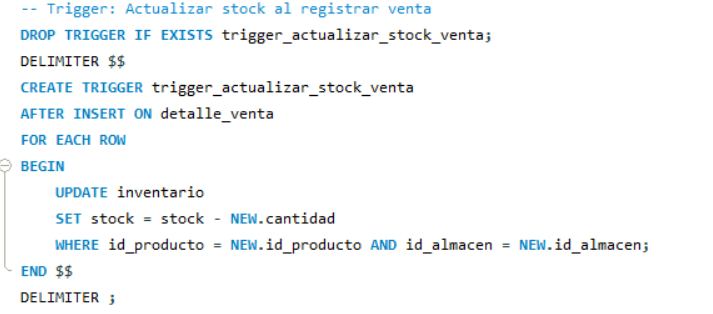 -- Trigger: Actualizar stock al registrar venta
DROP TRIGGER IF EXISTS trigger_actualizar_stock_venta;
DELIMITER $$
CREATE TRIGGER trigger_actualizar_stock_venta
AFTER INSERT ON detalle_venta
FOR EACH ROW
BEGIN
    UPDATE inventario
    SET stock = stock - NEW.cantidad
    WHERE id_producto = NEW.id_producto AND id_almacen = NEW.id_almacen;
END $$
DELIMITER ;